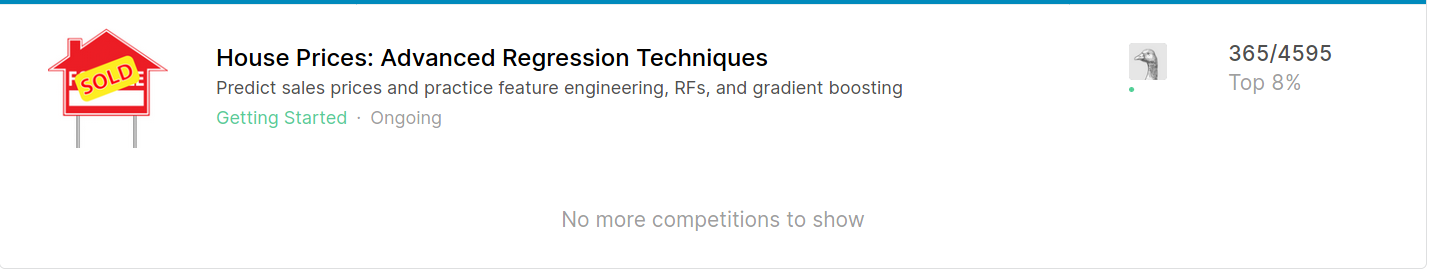 SOLD
House Prices: Advanced Regression Techniques
365/4595
Predict sales prices and practice feature engineering, RFs, and gradient boosting
Top 8%
Getting Started · Ongoing
No more competitions to show